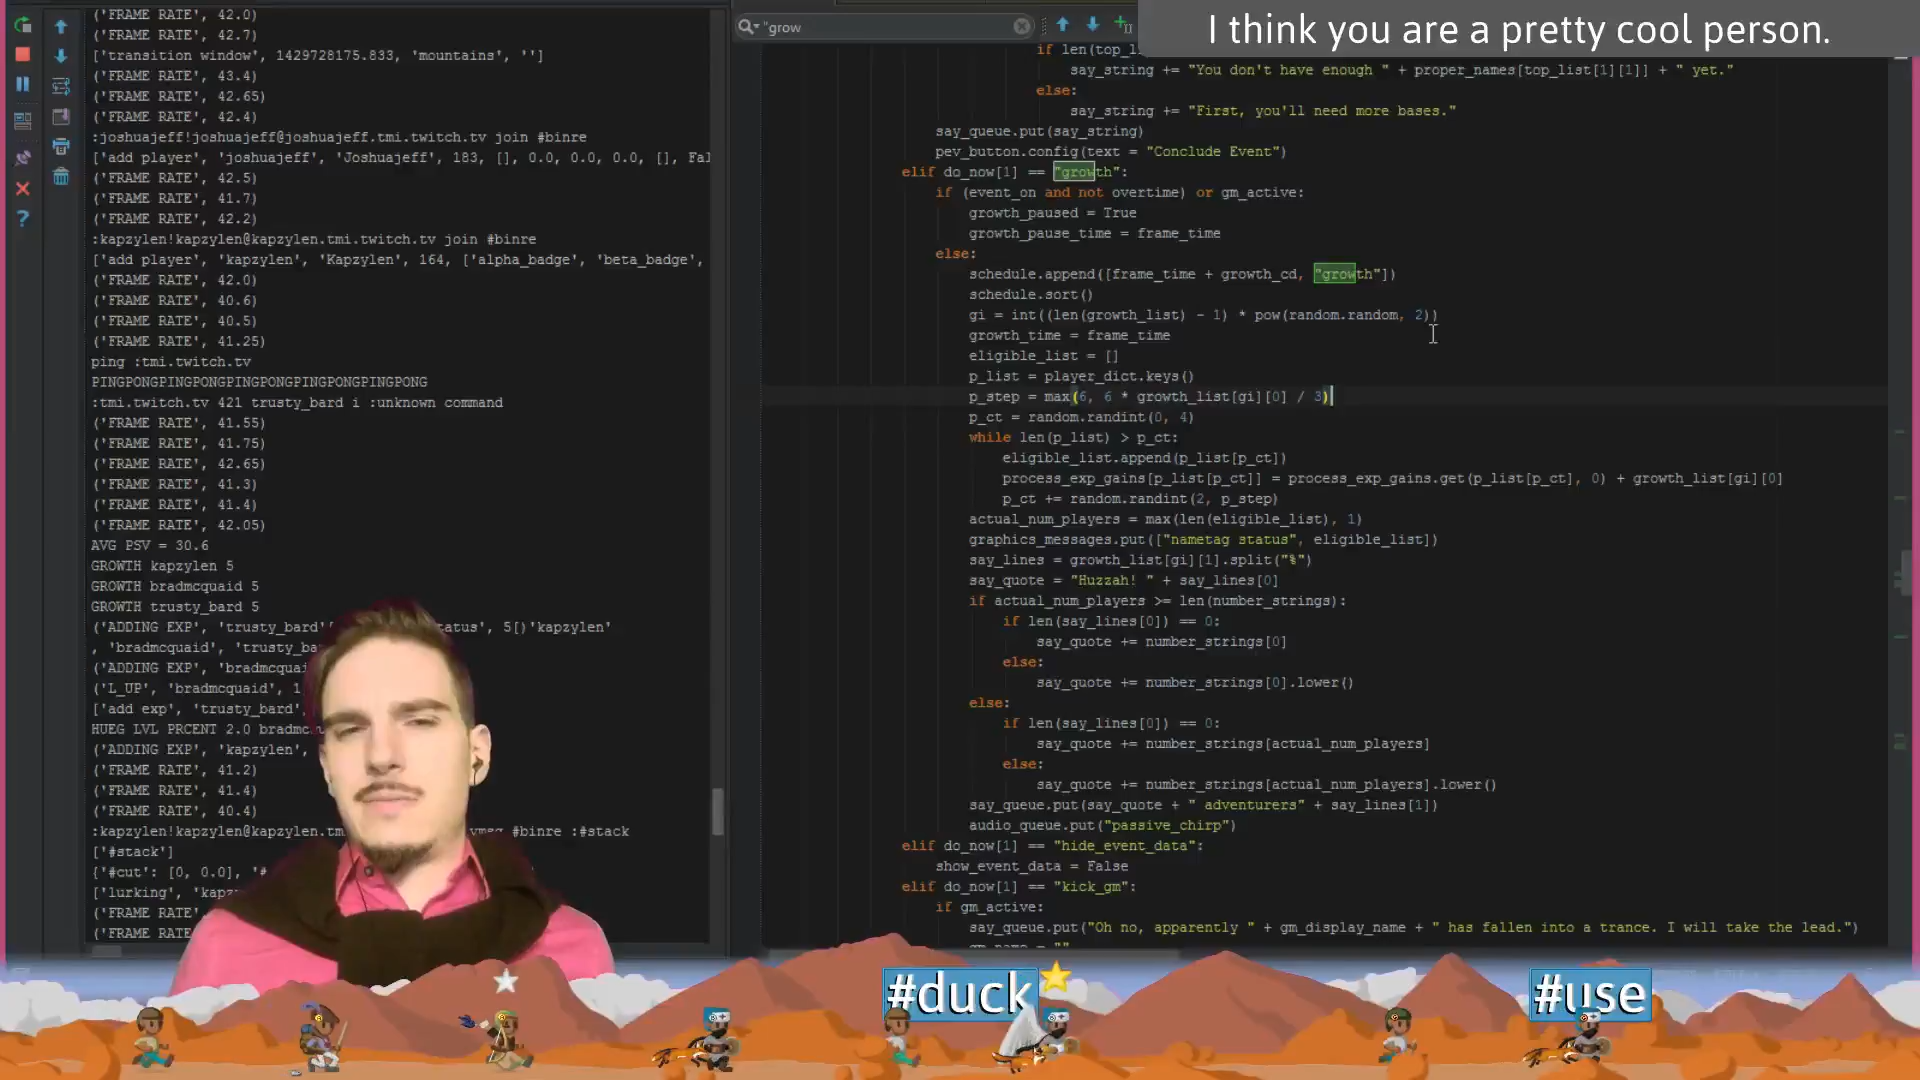 ('FRAME RATE', 42.0)
('FRAME RATE', 42.7)
['transition window', 1429728175.833, 'mountains', '']
('FRAME RATE', 43.4)
('FRAME RATE', 42.65)
('FRAME RATE', 42.4)
:joshuajeff!joshuajeff@joshuajeff.tmi.twitch.tv join #binre
['add player', 'joshuajeff', 'Joshuajeff', 183, [], 0.0, 0.0, 0.0, [], Fal
('FRAME RATE', 42.5)
('FRAME RATE', 41.7)
('FRAME RATE', 42.2)
:kapzylen!kapzylen@kapzylen.tmi.twitch.tv join #binre
['add player', 'kapzylen', 'Kapzylen', 164, ['alpha_badge', 'beta_badge',
('FRAME RATE', 42.0)
('FRAME RATE', 40.6)
('FRAME RATE', 40.5)
('FRAME RATE', 41.25)
ping :tmi.twitch.tv
PINGPONGPINGPONGPINGPONGPINGPONGPINGPONG
:tmi.twitch.tv 421 trusty_bard i :unknown command
('FRAME RATE', 41.55)
('FRAME RATE', 41.75)
('FRAME RATE', 42.65)
('FRAME RATE', 41.3)
('FRAME RATE', 41.4)
('FRAME RATE', 42.05)
AVG PSV = 30.6
GROWTH kapzylen 5
GROWTH bradmcquaid 5
GROWTH trusty_bard 5
('ADDING EXP', 'trusty_bard'[ tatus', 5[)'kapzylen'
, 'bradmcquaid', 'trusty_ba
('ADDING EXP', 'bradmcquai
('L_UP', 'bradmcquaid', 1
['add exp', 'trusty_bard',
HUEG LVL PRCENT 2.0 bradmc
('ADDING EXP', 'kapzylen',
('FRAME RATE', 41.2)
('FRAME RATE', 41.4)
('FRAME RATE', 40.4)
:kapzylen!kapzylen@kapzylen.tm vmsg #binre :#stack
['#stack']
{'#cut': [0, 0.0], '#
['lurking', 'kapz
('FRAME RATE'
('FRAME RATE
"grow
I think you are a pretty cool person.
if len(top_li
say_string += "You don't have enough " + proper_names[top_list[1][1]] + " yet."
else:
say_string += "First, you'll need more bases."
say_queue.put(say_string)
pev_button.config(text = "Conclude Event")
elif do_now[1] == "growth":
if (event_on and not overtime) or gm_active:
growth_paused = True
growth_pause_time = frame_time
else:
schedule.append([frame_time + growth_cd, "growth"])
schedule.sort()
gi = int((len(growth_list) - 1) * pow(random.random, 2))
growth_time = frame_time
eligible_list = []
p_list = player_dict.keys()
p_step = max(6, 6 * growth_list[gi][0] / 3)
p_ct = random.randint(0, 4)
while len(p_list) > p_ct:
eligible_list.append(p_list[p_ct])
process_exp_gains[p_list[p_ct]] = process_exp_gains.get(p_list[p_ct], 0) + growth_list[gi][0]
p_ct += random.randint(2, p_step)
actual_num_players = max(len(eligible_list), 1)
graphics_messages.put(["nametag status", eligible_list])
say_lines = growth_list[gi][1].split("%")
say_quote = "Huzzah! " + say_lines[0]
if actual_num_players >= len(number_strings):
if len(say_lines[0]) == 0:
say_quote += number_strings[0]
else:
say_quote += number_strings[0].lower()
else:
if len(say_lines[0]) == 0:
say_quote += number_strings[actual_num_players]
else:
say_quote += number_strings[actual_num_players].lower()
say_queue.put(say_quote + " adventurers" + say_lines[1])
audio_queue.put("passive_chirp")
elif do_now[1] == "hide_event_data":
show_event_data = False
elif do_now[1] == "kick_gm":
if gm_active:
say_queue.put("Oh no, apparently " + gm_display_name + " has fallen into a trance. I will take the lead.")
gm_name = ""
#duck
#use